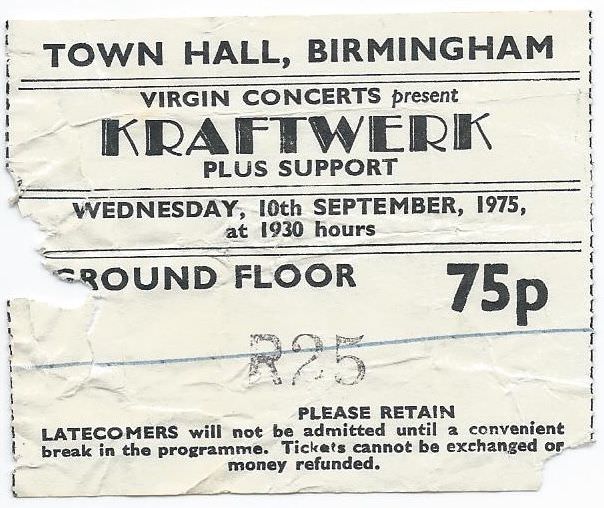 TOWN HALL, BIRMINGHAM
VIRGIN CONCERTS present
KRAFTWERK
PLUS SUPPORT
WEDNESDAY, 10th SEPTEMBER, 1975,
at 1930 hours
GROUND FLOOR 75p
R25
PLEASE RETAIN
LATECOMERS will not be admitted until a convenient
break in the programme. Tickets cannot be exchanged or
money refunded.